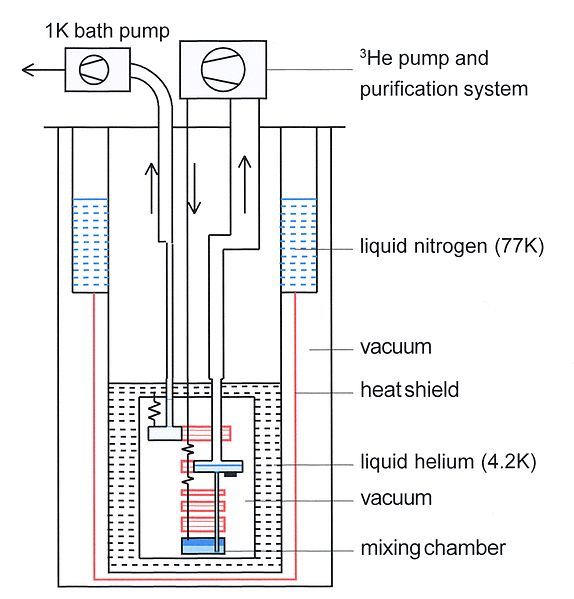 1K bath pump
³He pump and
purification system
liquid nitrogen (77K)
vacuum
heat shield
liquid helium (4.2K)
vacuum
mixing chamber